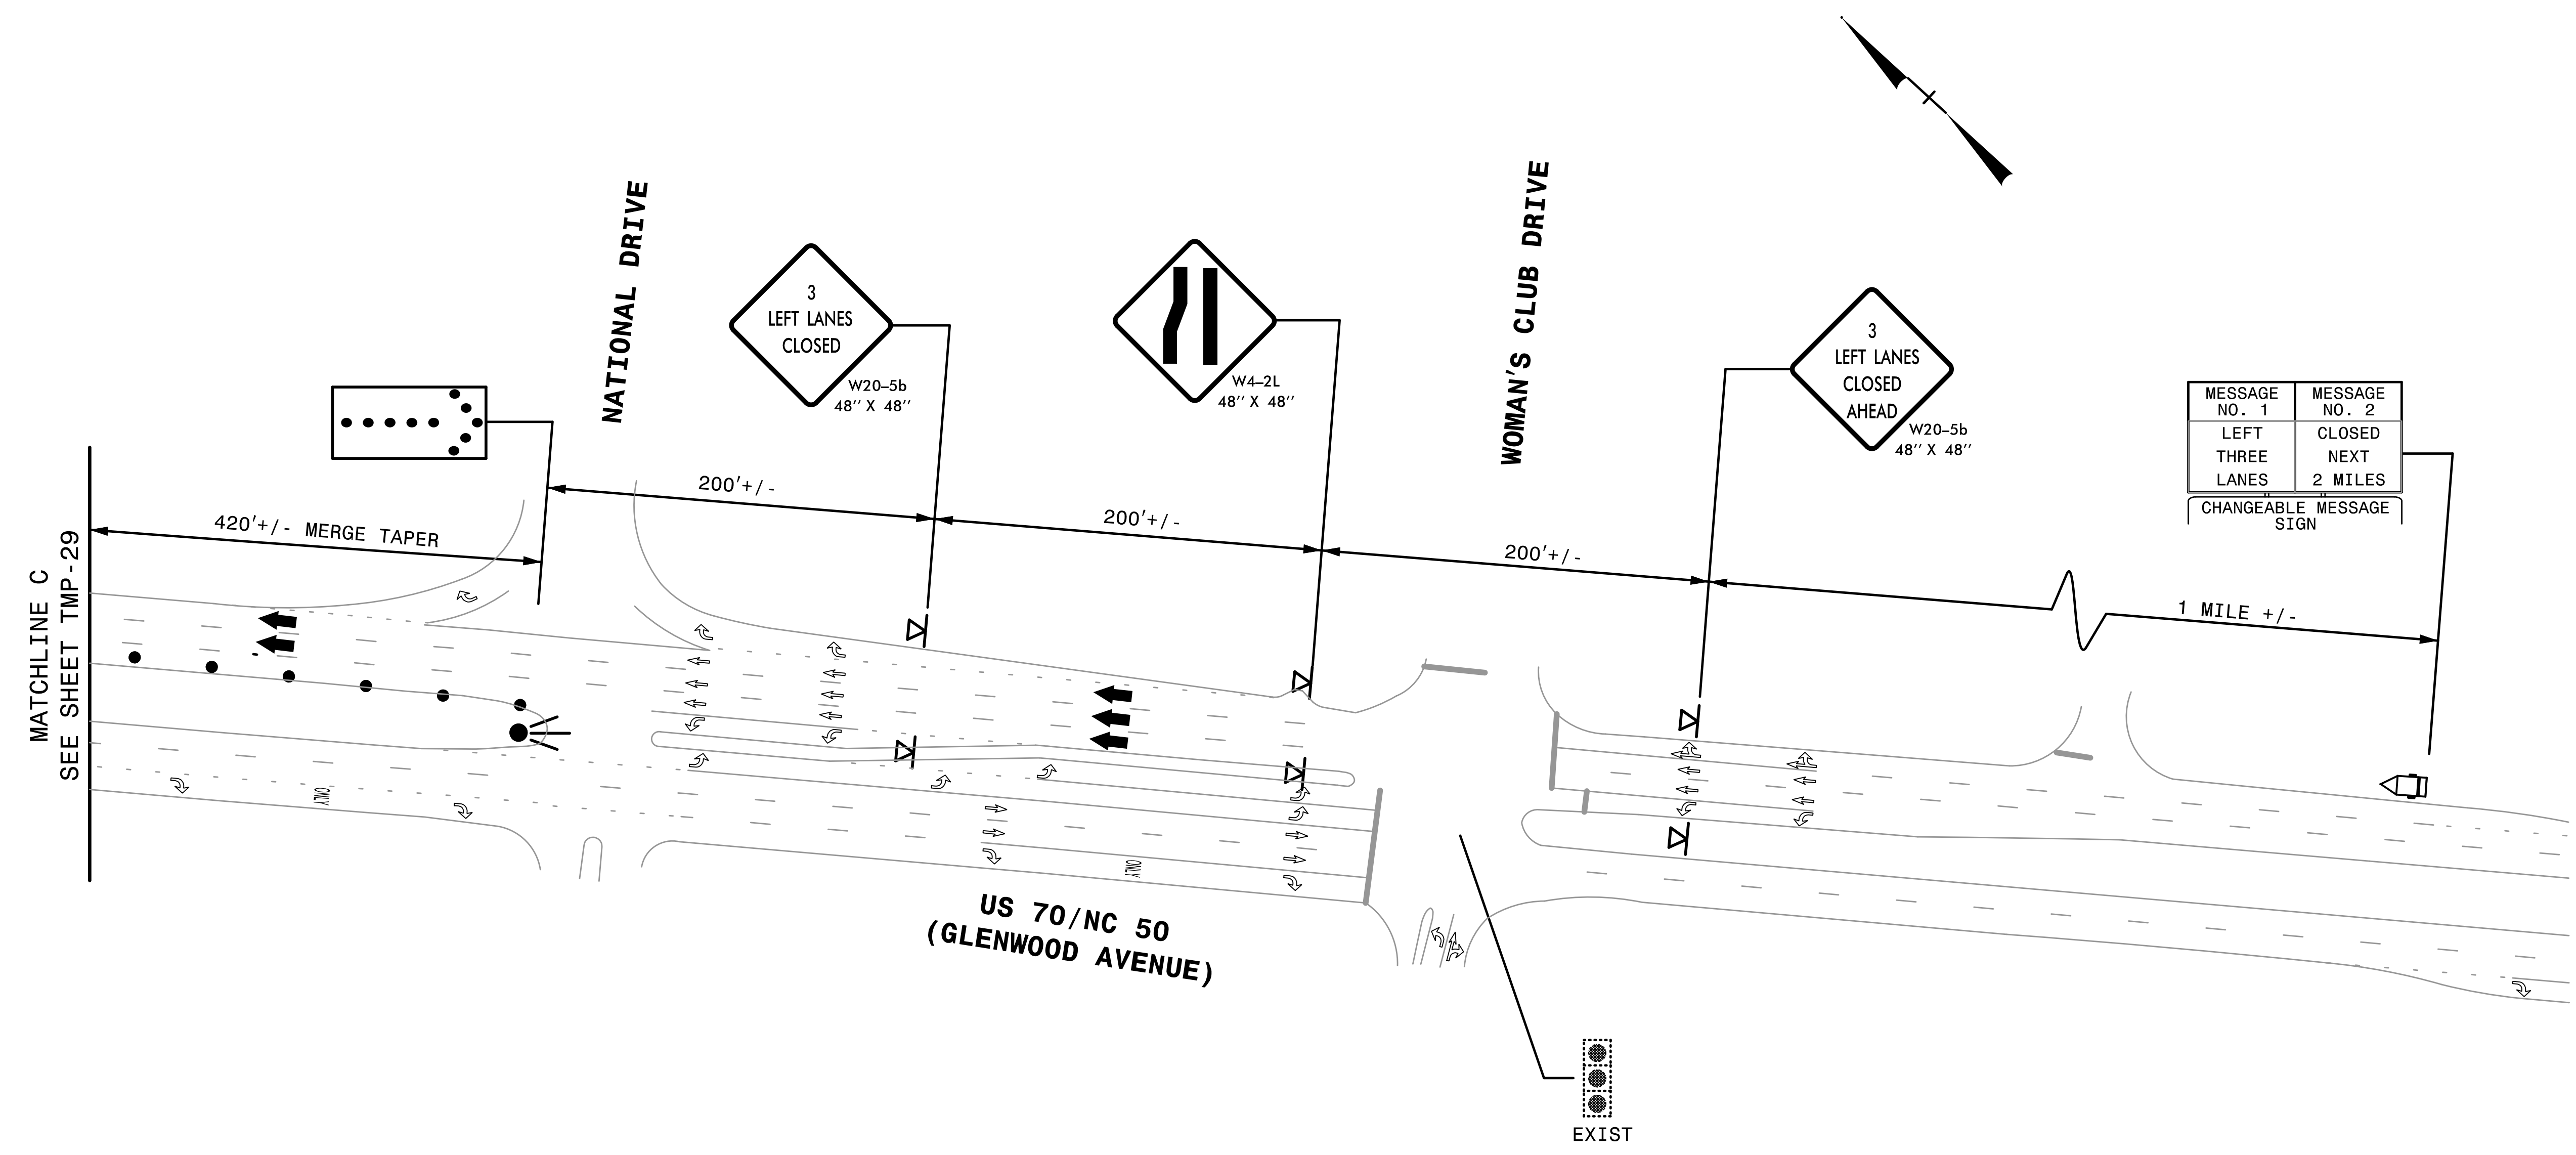 MATCHLINE C
SEE SHEET TMP-29
420'+/- MERGE TAPER
NATIONAL DRIVE
200'+/-
3
LEFT LANES
CLOSED
W20-5b
48'' X 48''
200'+/-
W4-2L
48'' X 48''
WOMAN'S CLUB DRIVE
200'+/-
3
LEFT LANES
CLOSED
AHEAD
W20-5b
48'' X 48''
1 MILE +/-
MESSAGE NO. 1
LEFT
THREE
LANES
MESSAGE NO. 2
CLOSED
NEXT
2 MILES
CHANGEABLE MESSAGE
SIGN
ONLY
ONLY
US 70/NC 50
(GLENWOOD AVENUE)
EXIST